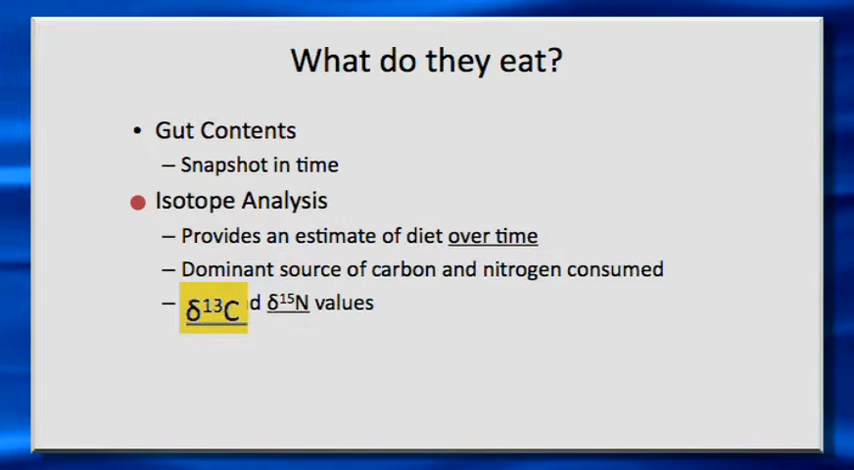 What do they eat?
• Gut Contents
– Snapshot in time
Isotope Analysis
– Provides an estimate of diet over time
– Dominant source of carbon and nitrogen consumed
– δ¹³C d δ¹⁵N values